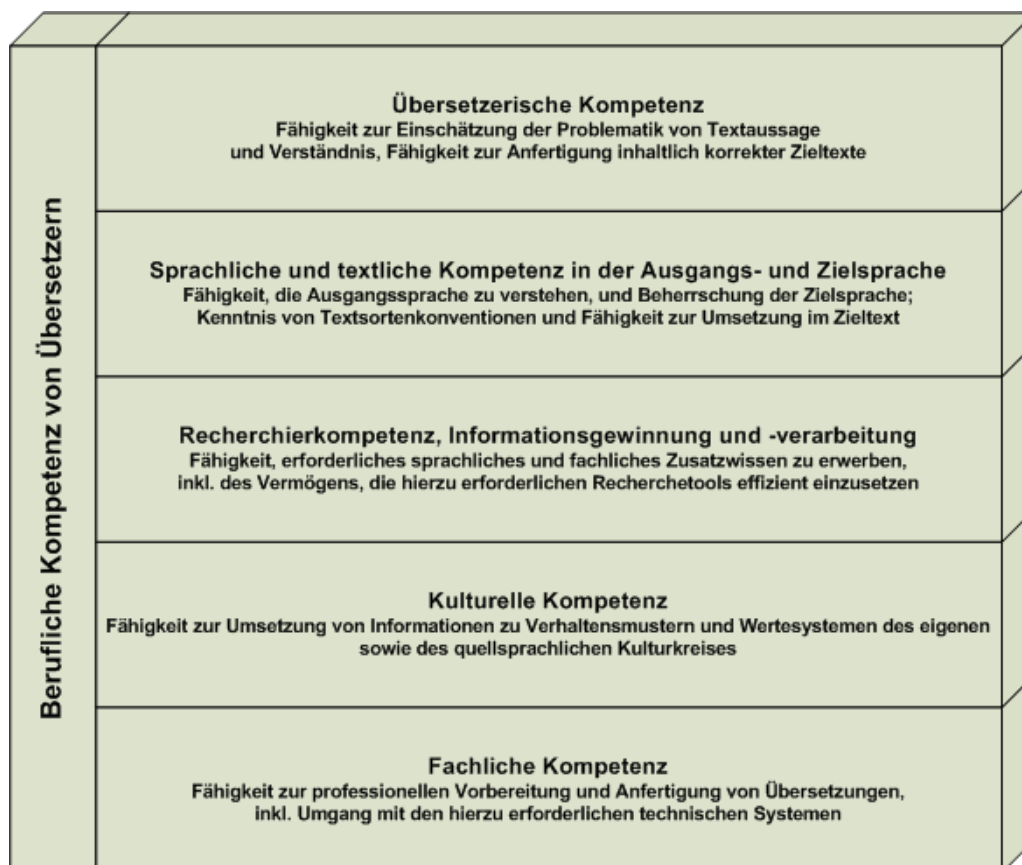 Berufliche Kompetenz von Übersetzern
Übersetzerische Kompetenz
Fähigkeit zur Einschätzung der Problematik von Textaussage
und Verständnis, Fähigkeit zur Anfertigung inhaltlich korrekter Zieltexte
Sprachliche und textliche Kompetenz in der Ausgangs- und Zielsprache
Fähigkeit, die Ausgangssprache zu verstehen, und Beherrschung der Zielsprache;
Kenntnis von Textsortenkonventionen und Fähigkeit zur Umsetzung im Zieltext
Recherchierkompetenz, Informationsgewinnung und -verarbeitung
Fähigkeit, erforderliches sprachliches und fachliches Zusatzwissen zu erwerben,
inkl. des Vermögens, die hierzu erforderlichen Recherchetools effizient einzusetzen
Kulturelle Kompetenz
Fähigkeit zur Umsetzung von Informationen zu Verhaltensmustern und Wertesystemen des eigenen
sowie des quellsprachlichen Kulturkreises
Fachliche Kompetenz
Fähigkeit zur professionellen Vorbereitung und Anfertigung von Übersetzungen,
inkl. Umgang mit den hierzu erforderlichen technischen Systemen